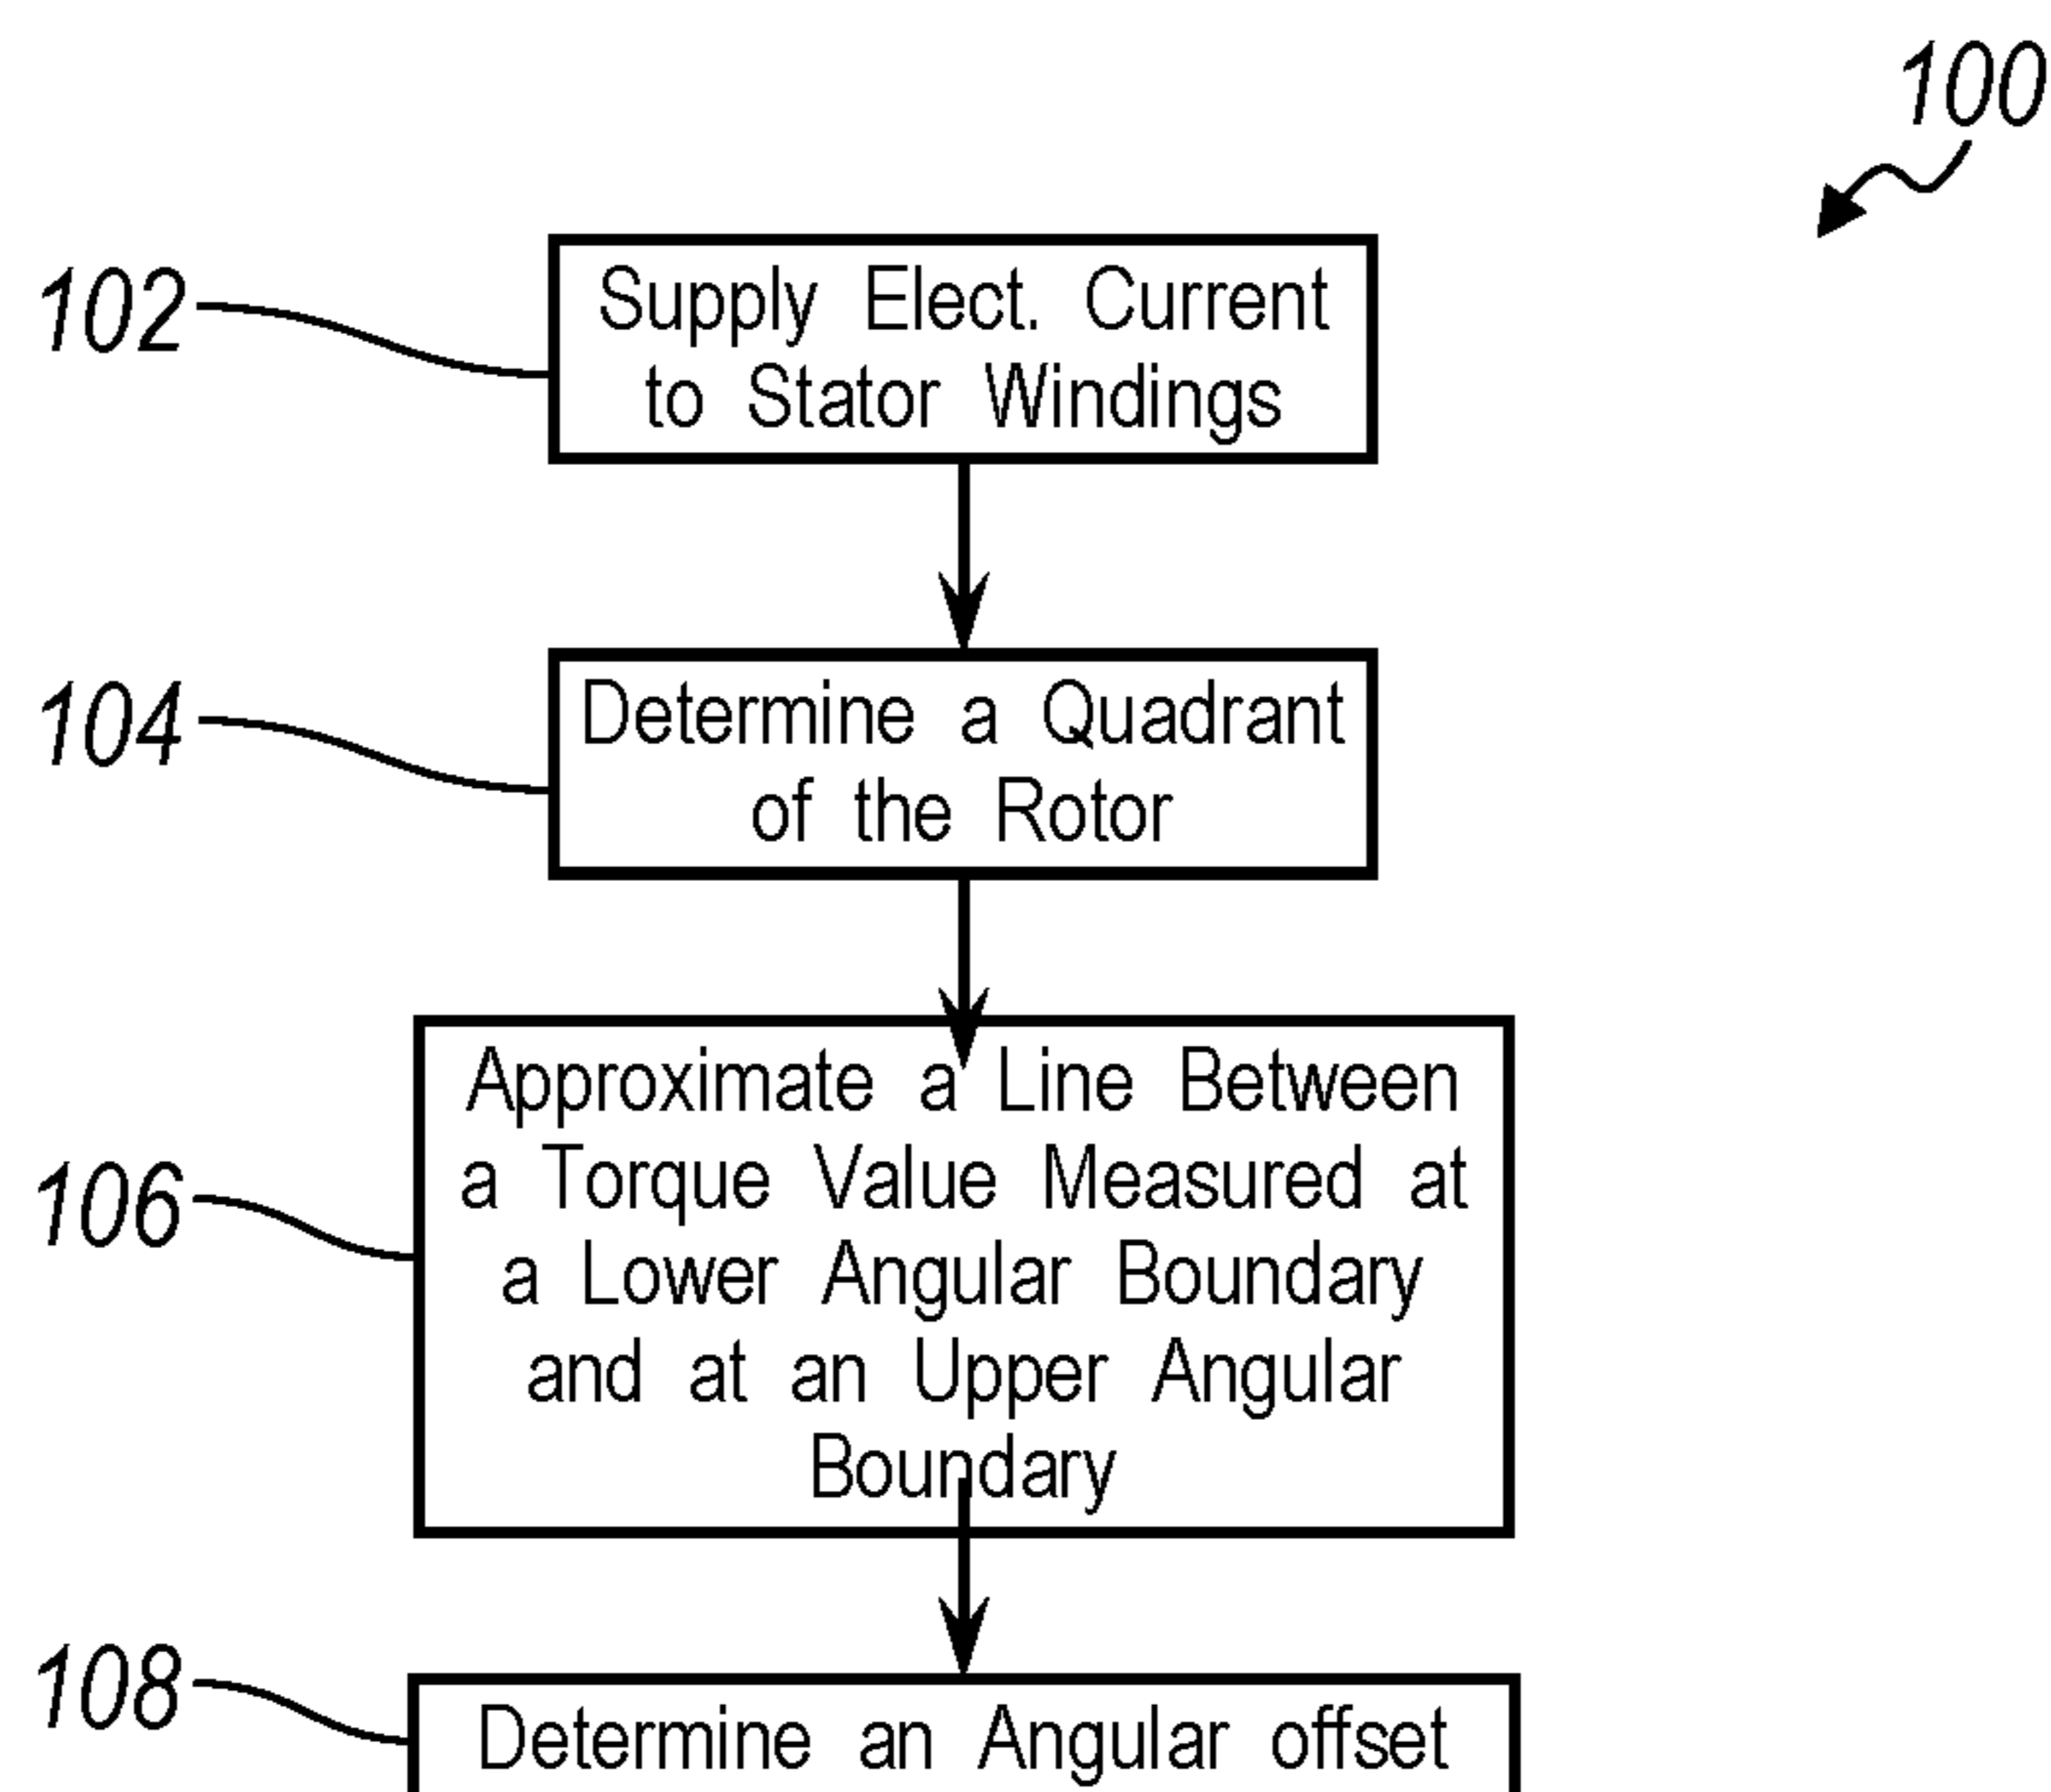 100
102
Supply Elect. Current
to Stator Windings
104
Determine a Quadrant
of the Rotor
106
Approximate a Line Between
a Torque Value Measured at
a Lower Angular Boundary
and at an Upper Angular
Boundary
108
Determine an Angular offset